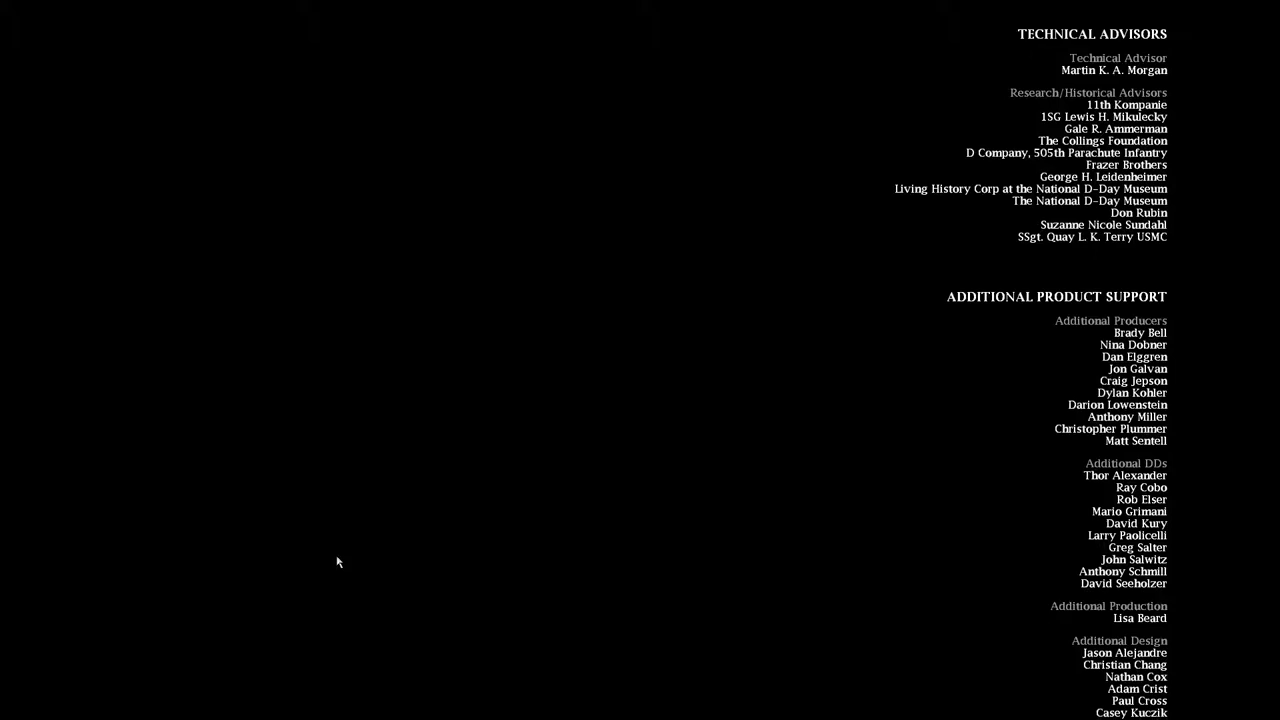 TECHNICAL ADVISORS
Technical Advisor
Martin K. A. Morgan
Research/Historical Advisors
11th Kompanie
1SG Lewis H. Mikulecky
Gale R. Ammerman
The Collings Foundation
D Company, 505th Parachute Infantry
Frazer Brothers
George H. Leidenheimer
Living History Corp at the National D-Day Museum
The National D-Day Museum
Don Rubin
Suzanne Nicole Sundahl
SSgt. Quay L. K. Terry USMC
ADDITIONAL PRODUCT SUPPORT
Additional Producers
Brady Bell
Nina Dobner
Dan Elggren
Jon Galvan
Craig Jepson
Dylan Kohler
Darion Lowenstein
Anthony Miller
Christopher Plummer
Matt Sentell
Additional DDs
Thor Alexander
Ray Cobo
Rob Elser
Mario Grimani
David Kury
Larry Paolicelli
Greg Salter
John Salwitz
Anthony Schmill
David Seeholzer
Additional Production
Lisa Beard
Additional Design
Jason Alejandre
Christian Chang
Nathan Cox
Adam Crist
Paul Cross
Casey Kuczik